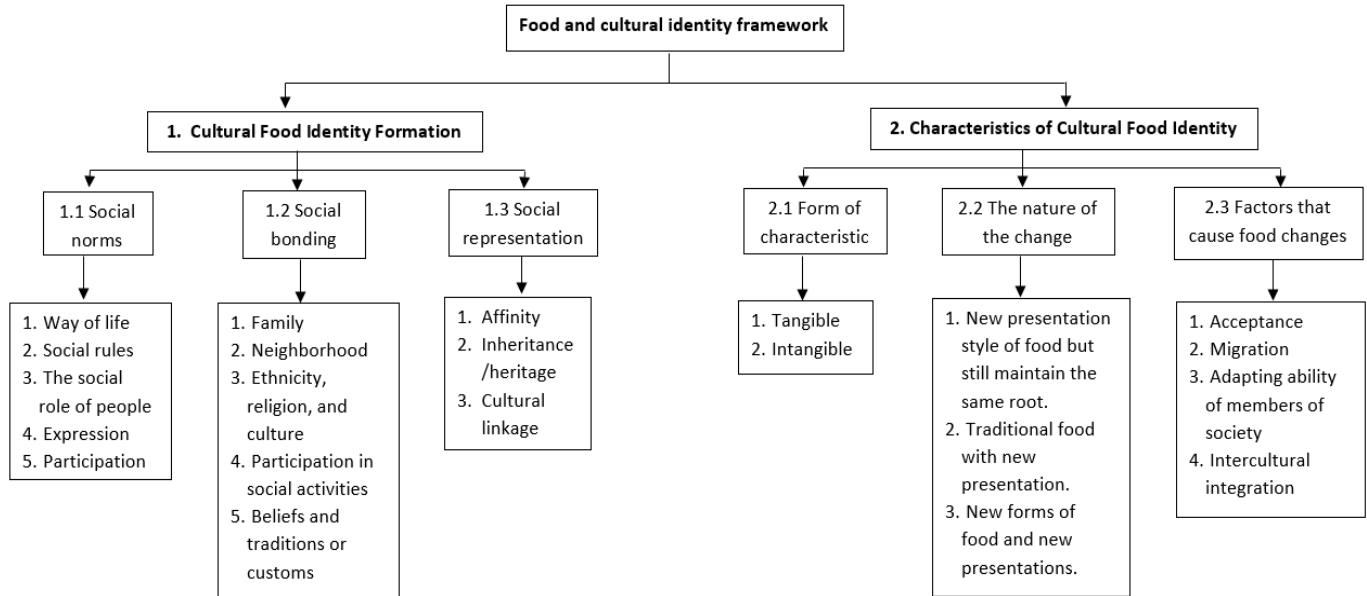 Food and cultural identity framework
1. Cultural Food Identity Formation
2. Characteristics of Cultural Food Identity
1.1 Social
norms
1.2 Social
bonding
1.3 Social
representation
2.1 Form of
characteristic
2.2 The nature of
the change
2.3 Factors that
cause food changes
1. Way of life
2. Social rules
3. The social
role of people
4. Expression
5. Participation
1. Family
2. Neighborhood
3. Ethnicity,
religion, and
culture
4. Participation in
social activities
5. Beliefs and
traditions or
customs
1. Affinity
2. Inheritance
/heritage
3. Cultural
linkage
1. Tangible
2. Intangible
1. New presentation
style of food but
still maintain the
same root.
2. Traditional food
with new
presentation.
3. New forms of
food and new
presentations.
1. Acceptance
2. Migration
3. Adapting ability
of members of
society
4. Intercultural
integration